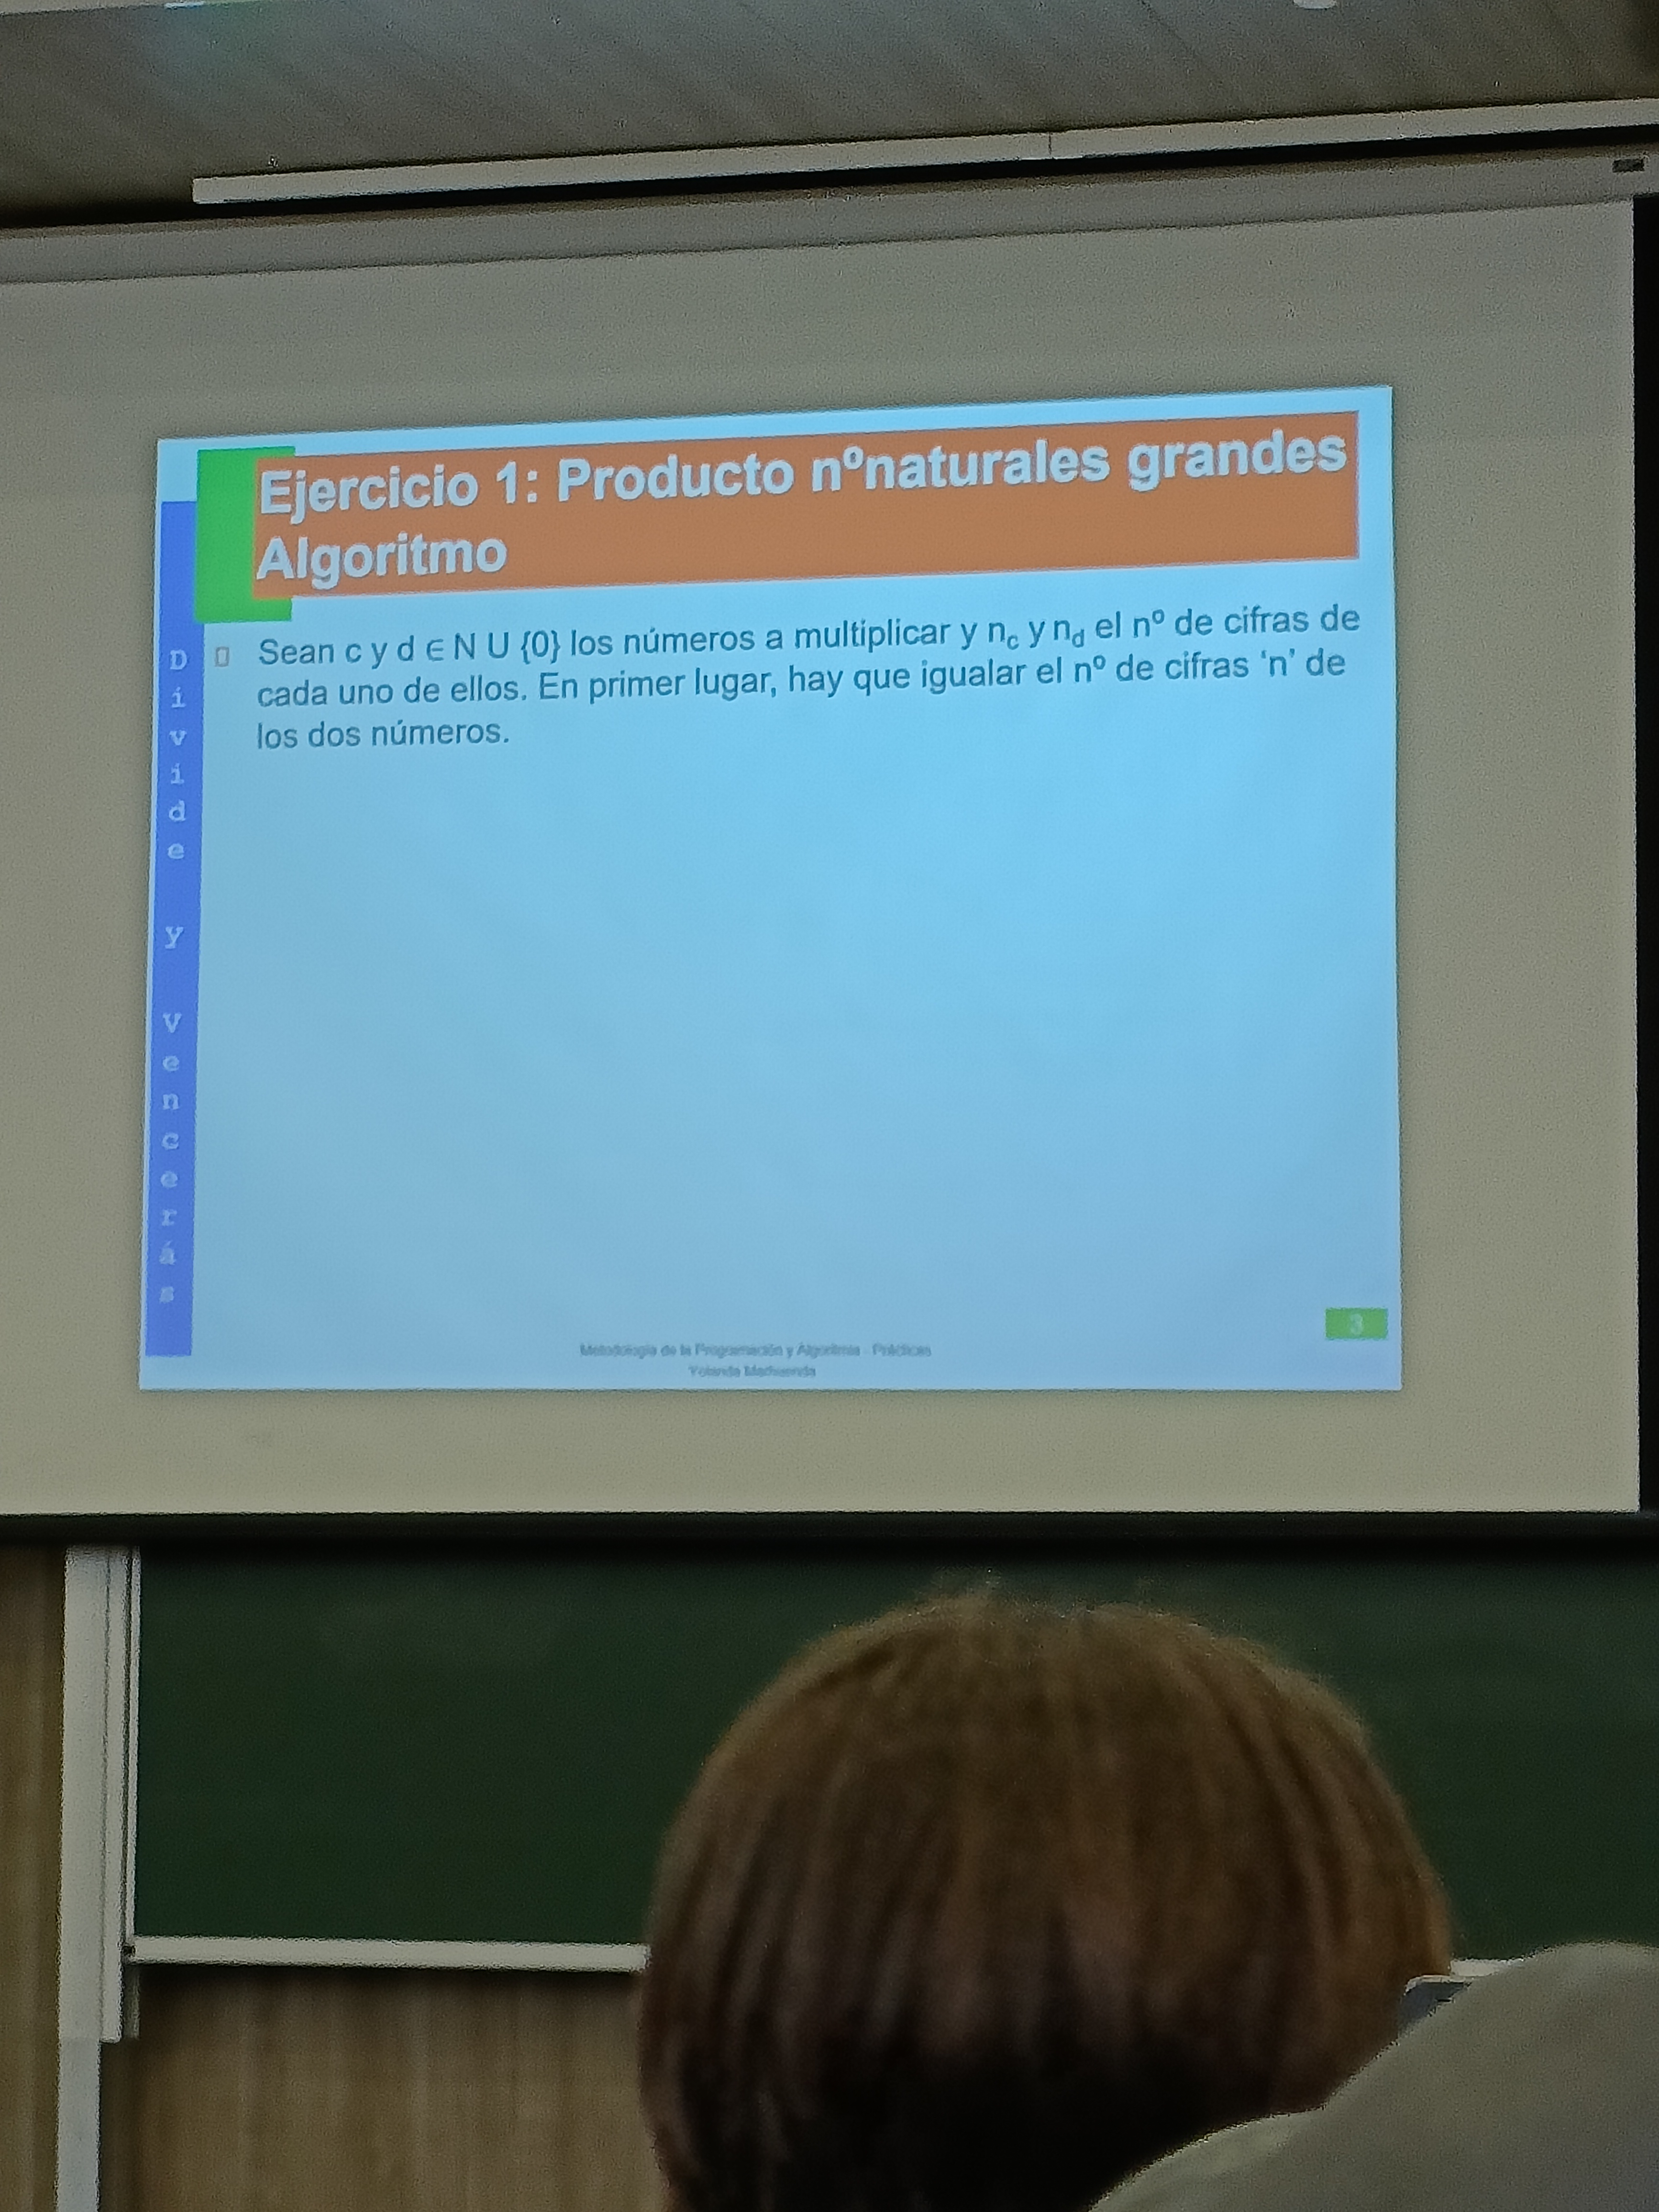 Ejercicio 1: Producto nºnaturales grandes
Algoritmo
Sean c y d ∈ N U {0} los números a multiplicar y n_c y n_d el nº de cifras de
cada uno de ellos. En primer lugar, hay que igualar el nº de cifras ‘n’ de
los dos números.
Divide y Vencerás
3
Metodología de la Programación y Algoritmia - Prácticas
Yolanda Marhuenda